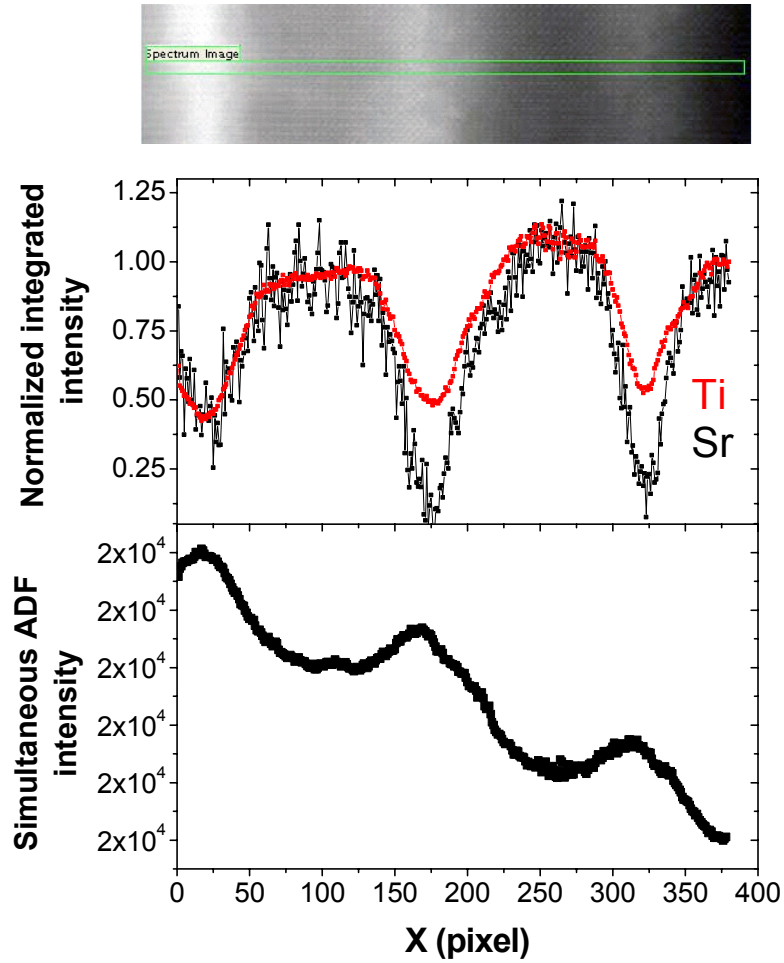 Spectrum Image
Normalized integrated
intensity
1.25
1.00
0.75
0.50
0.25
Ti
Sr
Simultaneous ADF
intensity
2x10⁴
2x10⁴
2x10⁴
2x10⁴
2x10⁴
2x10⁴
0 50 100 150 200 250 300 350 400
X (pixel)